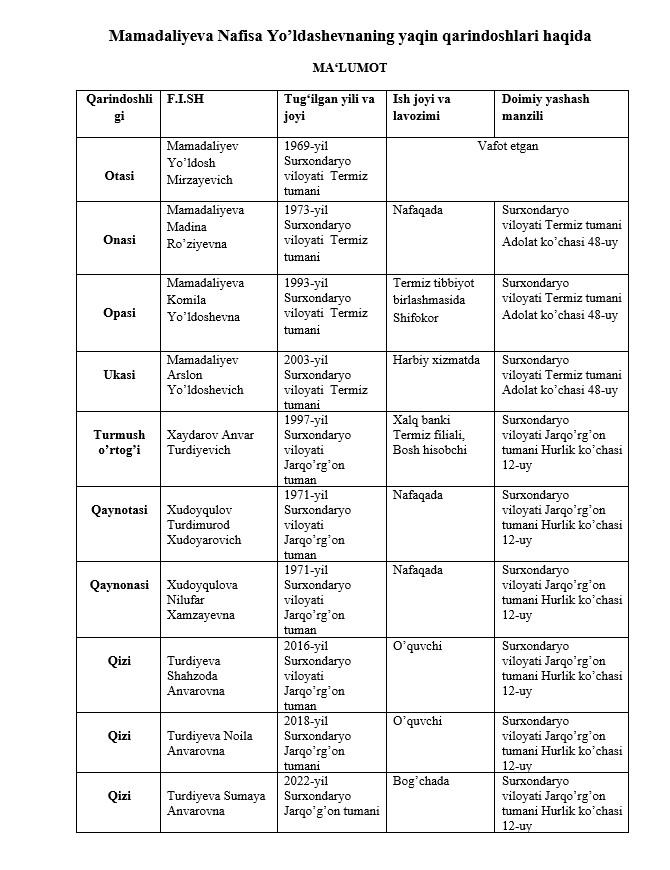 Mamadaliyeva Nafisa Yo’ldashevnaning yaqin qarindoshlari haqida
MA‘LUMOT
Qarindoshli
gi
F.I.SH
Tug‘ilgan yili va
joyi
Ish joyi va
lavozimi
Doimiy yashash
manzili
Otasi
Mamadaliyev
Yo’ldosh
Mirzayevich
1969-yil
Surxondaryo
viloyati Termiz
tumani
Vafot etgan
Onasi
Mamadaliyeva
Madina
Ro’ziyevna
1973-yil
Surxondaryo
viloyati Termiz
tumani
Nafaqada
Surxondaryo
viloyati Termiz tumani
Adolat ko’chasi 48-uy
Opasi
Mamadaliyeva
Komila
Yo’ldoshevna
1993-yil
Surxondaryo
viloyati Termiz
tumani
Termiz tibbiyot
birlashmasida
Shifokor
Surxondaryo
viloyati Termiz tumani
Adolat ko’chasi 48-uy
Ukasi
Mamadaliyev
Arslon
Yo’ldoshevich
2003-yil
Surxondaryo
viloyati Termiz
tumani
Harbiy xizmatda
Surxondaryo
viloyati Termiz tumani
Adolat ko’chasi 48-uy
Turmush
o’rtog’i
Xaydarov Anvar
Turdiyevich
1997-yil
Surxondaryo
viloyati
Jarqo’rg’on
tuman
Xalq banki
Termiz filiali,
Bosh hisobchi
Surxondaryo
viloyati Jarqo’rg’on
tumani Hurlik ko’chasi
12-uy
Qaynotasi
Xudoyqulov
Turdimurod
Xudoyarovich
1971-yil
Surxondaryo
viloyati
Jarqo’rg’on
tuman
Nafaqada
Surxondaryo
viloyati Jarqo’rg’on
tumani Hurlik ko’chasi
12-uy
Qaynonasi
Xudoyqulova
Nilufar
Xamzayevna
1971-yil
Surxondaryo
viloyati
Jarqo’rg’on
tuman
Nafaqada
Surxondaryo
viloyati Jarqo’rg’on
tumani Hurlik ko’chasi
12-uy
Qizi
Turdiyeva
Shahzoda
Anvarovna
2016-yil
Surxondaryo
viloyati
Jarqo’rg’on
tuman
O’quvchi
Surxondaryo
viloyati Jarqo’rg’on
tumani Hurlik ko’chasi
12-uy
Qizi
Turdiyeva Noila
Anvarovna
2018-yil
Surxondaryo
Jarqo’rg’on
tumani
O’quvchi
Surxondaryo
viloyati Jarqo’rg’on
tumani Hurlik ko’chasi
12-uy
Qizi
Turdiyeva Sumaya
Anvarovna
2022-yil
Surxondaryo
Jarqo’g’on tumani
Bog’chada
Surxondaryo
viloyati Jarqo’rg’on
tumani Hurlik ko’chasi
12-uy